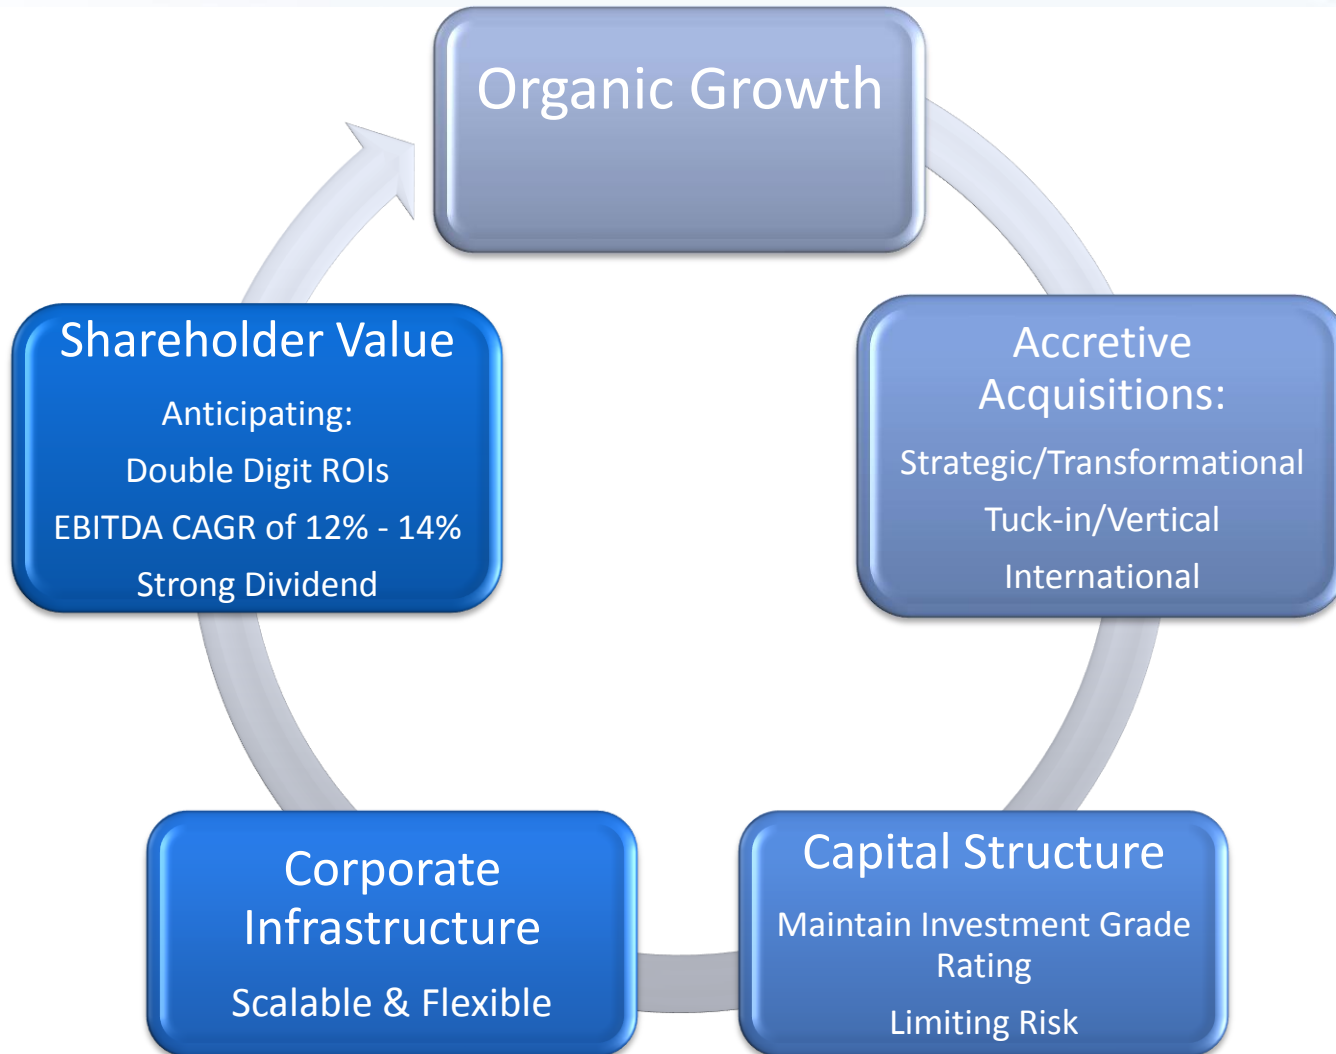 Organic Growth
Accretive
Acquisitions:
Strategic/Transformational
Tuck-in/Vertical
International
Capital Structure
Maintain Investment Grade
Rating
Limiting Risk
Corporate
Infrastructure
Scalable & Flexible
Shareholder Value
Anticipating:
Double Digit ROIs
EBITDA CAGR of 12% - 14%
Strong Dividend